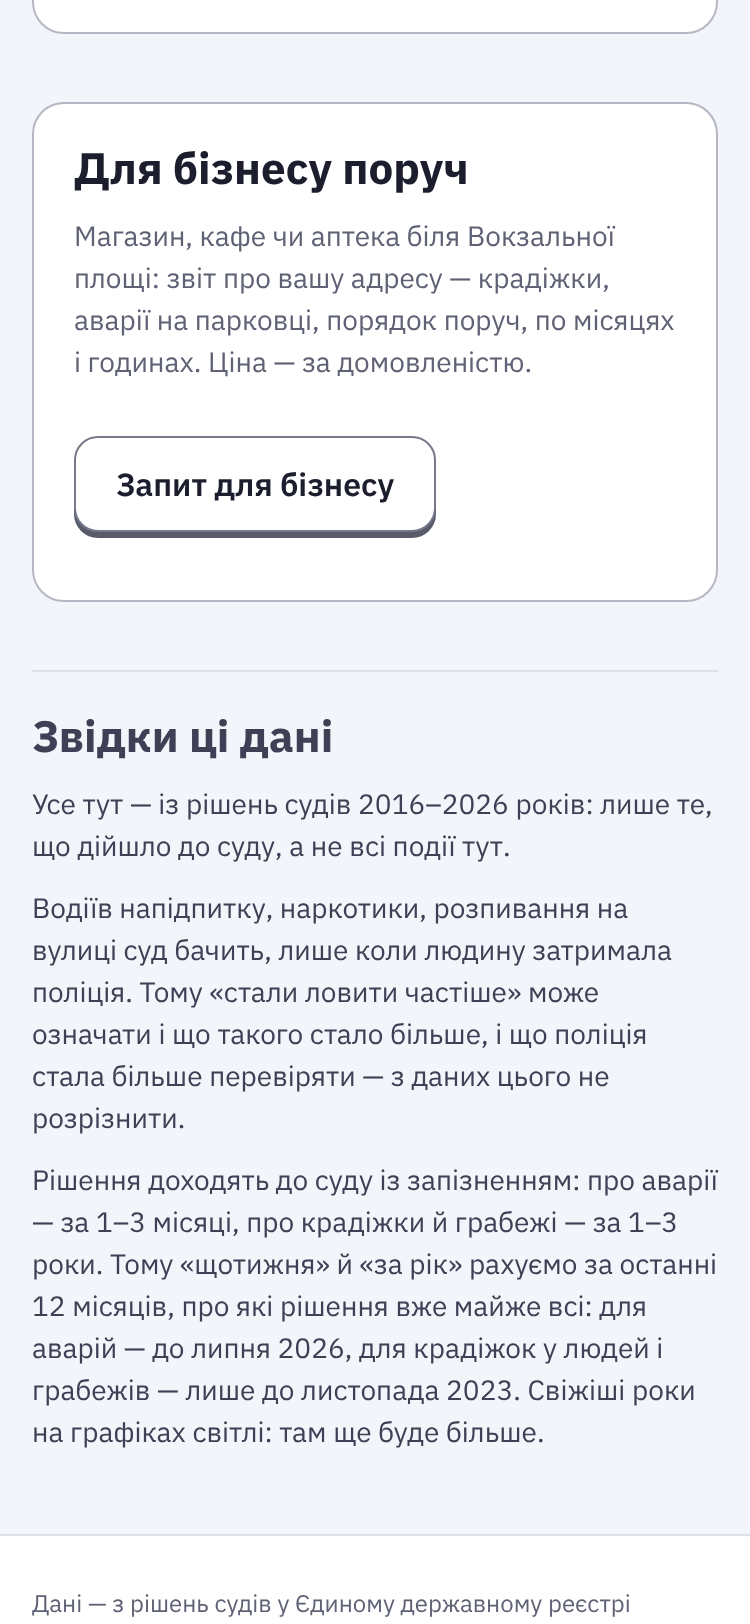 Для бізнесу поруч
Магазин, кафе чи аптека біля Вокзальної
площі: звіт про вашу адресу — крадіжки,
аварії на парковці, порядок поруч, по місяцях
і годинах. Ціна — за домовленістю.
Запит для бізнесу
Звідки ці дані
Усе тут — із рішень судів 2016–2026 років: лише те,
що дійшло до суду, а не всі події тут.
Водіїв напідпитку, наркотики, розпивання на
вулиці суд бачить, лише коли людину затримала
поліція. Тому «стали ловити частіше» може
означати і що такого стало більше, і що поліція
стала більше перевіряти — з даних цього не
розрізнити.
Рішення доходять до суду із запізненням: про аварії
— за 1–3 місяці, про крадіжки й грабежі — за 1–3
роки. Тому «щотижня» й «за рік» рахуємо за останні
12 місяців, про які рішення вже майже всі: для
аварій — до липня 2026, для крадіжок у людей і
грабежів — лише до листопада 2023. Свіжіші роки
на графіках світлі: там ще буде більше.
Дані — з рішень судів у Єдиному державному реєстрі